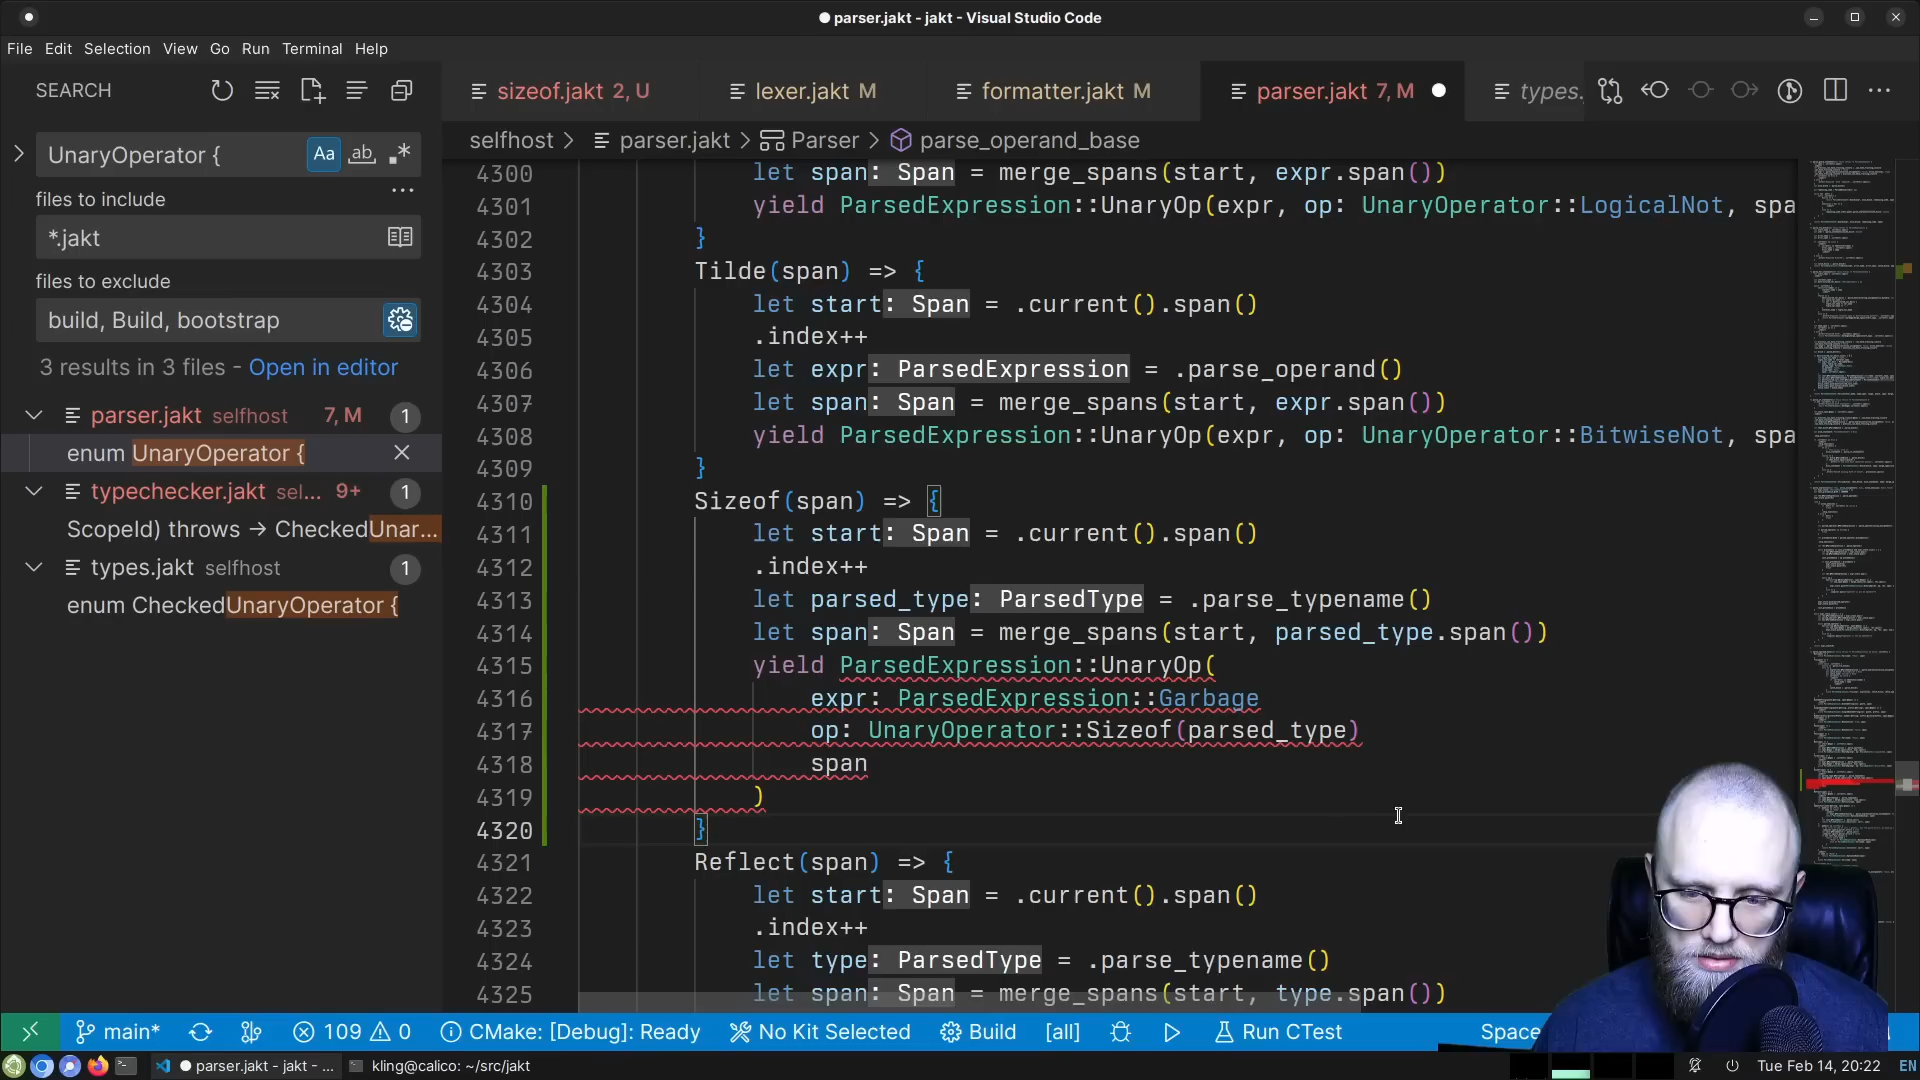 parser.jakt - jakt - Visual Studio Code
File Edit Selection View Go Run Terminal Help
SEARCH
sizeof.jakt 2, U
lexer.jakt M
formatter.jakt M
parser.jakt 7, M
types.
UnaryOperator {
Aa
ab
.*
files to include
...
*.jakt
files to exclude
build, Build, bootstrap
3 results in 3 files - Open in editor
parser.jakt selfhost 7, M 1
enum UnaryOperator {
typechecker.jakt sel... 9+ 1
ScopeId) throws → CheckedUnar...
types.jakt selfhost 1
enum CheckedUnaryOperator {
selfhost > parser.jakt > Parser > parse_operand_base
4300 let span: Span = merge_spans(start, expr.span())
4301 yield ParsedExpression::UnaryOp(expr, op: UnaryOperator::LogicalNot, spa
4302 }
4303 Tilde(span) => {
4304 let start: Span = .current().span()
4305 .index++
4306 let expr: ParsedExpression = .parse_operand()
4307 let span: Span = merge_spans(start, expr.span())
4308 yield ParsedExpression::UnaryOp(expr, op: UnaryOperator::BitwiseNot, spa
4309 }
4310 Sizeof(span) => {
4311 let start: Span = .current().span()
4312 .index++
4313 let parsed_type: ParsedType = .parse_typename()
4314 let span: Span = merge_spans(start, parsed_type.span())
4315 yield ParsedExpression::UnaryOp(
4316 expr: ParsedExpression::Garbage
4317 op: UnaryOperator::Sizeof(parsed_type)
4318 span
4319 )
4320 }
4321 Reflect(span) => {
4322 let start: Span = .current().span()
4323 .index++
4324 let type: ParsedType = .parse_typename()
4325 let span: Span = merge_spans(start, type.span())
main* 109 0 CMake: [Debug]: Ready No Kit Selected Build [all] Run CTest Space
parser.jakt - jakt - ... kling@calico: ~/src/jakt Tue Feb 14, 20:22 EN